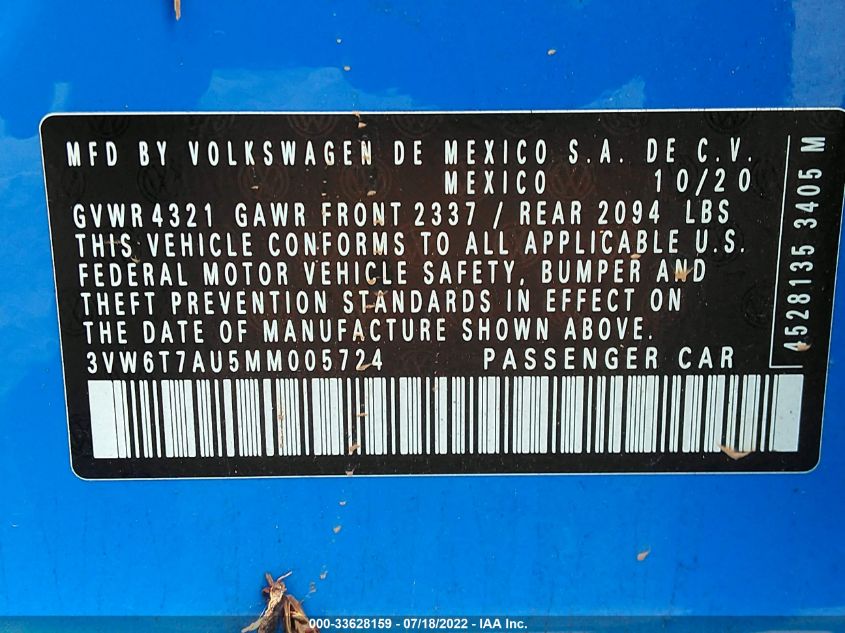 MFD BY VOLKSWAGEN DE MEXICO S.A. DE C.V.
MEXICO 10/20
GVWR 4321 GAWR FRONT 2337 / REAR 2094 LBS
THIS VEHICLE CONFORMS TO ALL APPLICABLE U.S.
FEDERAL MOTOR VEHICLE SAFETY, BUMPER AND
THEFT PREVENTION STANDARDS IN EFFECT ON
THE DATE OF MANUFACTURE SHOWN ABOVE.
3VW6T7AU5MM005724 PASSENGER CAR
4528135 3405 M
000-33628159 - 07/18/2022 - IAA Inc.